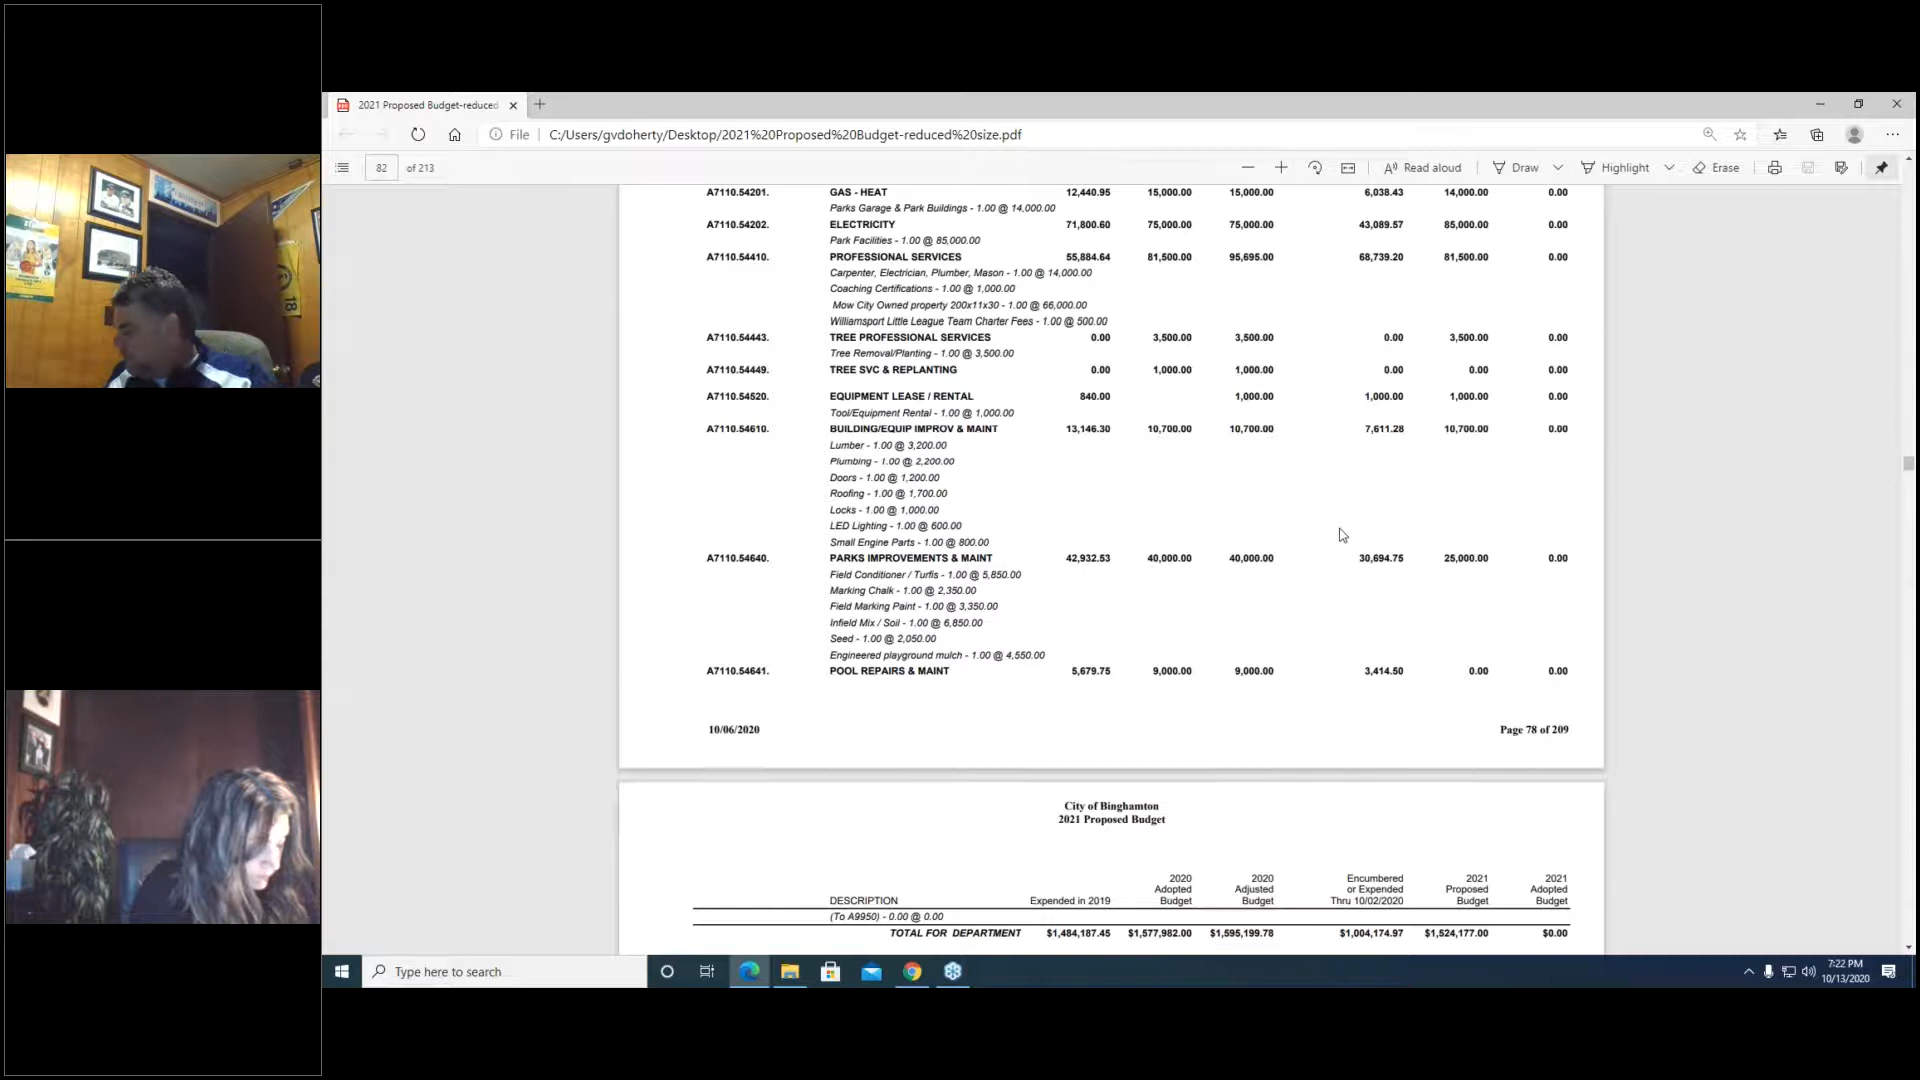 2021 Proposed Budget-reduced
File C:/Users/gvdoherty/Desktop/2021%20Proposed%20Budget-reduced%20size.pdf
82 of 213 Read aloud Draw Highlight Erase
A7110.54201. GAS - HEAT 12,440.95 15,000.00 15,000.00 6,038.43 14,000.00 0.00
Parks Garage & Park Buildings - 1.00 @ 14,000.00
A7110.54202. ELECTRICITY 71,800.60 75,000.00 75,000.00 43,089.57 85,000.00 0.00
Park Facilities - 1.00 @ 85,000.00
A7110.54410. PROFESSIONAL SERVICES 55,884.64 81,500.00 95,695.00 68,739.20 81,500.00 0.00
Carpenter, Electrician, Plumber, Mason - 1.00 @ 14,000.00
Coaching Certifications - 1.00 @ 1,000.00
Mow City Owned property 200x11x30 - 1.00 @ 66,000.00
Williamsport Little League Team Charter Fees - 1.00 @ 500.00
A7110.54443. TREE PROFESSIONAL SERVICES 0.00 3,500.00 3,500.00 0.00 3,500.00 0.00
Tree Removal/Planting - 1.00 @ 3,500.00
A7110.54449. TREE SVC & REPLANTING 0.00 1,000.00 1,000.00 0.00 0.00 0.00
A7110.54520. EQUIPMENT LEASE / RENTAL 840.00 1,000.00 1,000.00 1,000.00 0.00
Tool/Equipment Rental - 1.00 @ 1,000.00
A7110.54610. BUILDING/EQUIP IMPROV & MAINT 13,146.30 10,700.00 10,700.00 7,611.28 10,700.00 0.00
Lumber - 1.00 @ 3,200.00
Plumbing - 1.00 @ 2,200.00
Doors - 1.00 @ 1,200.00
Roofing - 1.00 @ 1,700.00
Locks - 1.00 @ 1,000.00
LED Lighting - 1.00 @ 600.00
Small Engine Parts - 1.00 @ 800.00
A7110.54640. PARKS IMPROVEMENTS & MAINT 42,932.53 40,000.00 40,000.00 30,694.75 25,000.00 0.00
Field Conditioner / Turfis - 1.00 @ 5,850.00
Marking Chalk - 1.00 @ 2,350.00
Field Marking Paint - 1.00 @ 3,350.00
Infield Mix / Soil - 1.00 @ 6,850.00
Seed - 1.00 @ 2,050.00
Engineered playground mulch - 1.00 @ 4,550.00
A7110.54641. POOL REPAIRS & MAINT 5,679.75 9,000.00 9,000.00 3,414.50 0.00 0.00
10/06/2020 Page 78 of 209
City of Binghamton
2021 Proposed Budget
2020 2020 Encumbered 2021 2021
Adopted Adjusted or Expended Proposed Adopted
DESCRIPTION Expended in 2019 Budget Budget Thru 10/02/2020 Budget Budget
(To A9950) - 0.00 @ 0.00
TOTAL FOR DEPARTMENT $1,484,187.45 $1,577,982.00 $1,595,199.78 $1,004,174.97 $1,524,177.00 $0.00
Type here to search
7:22 PM
10/13/2020
18